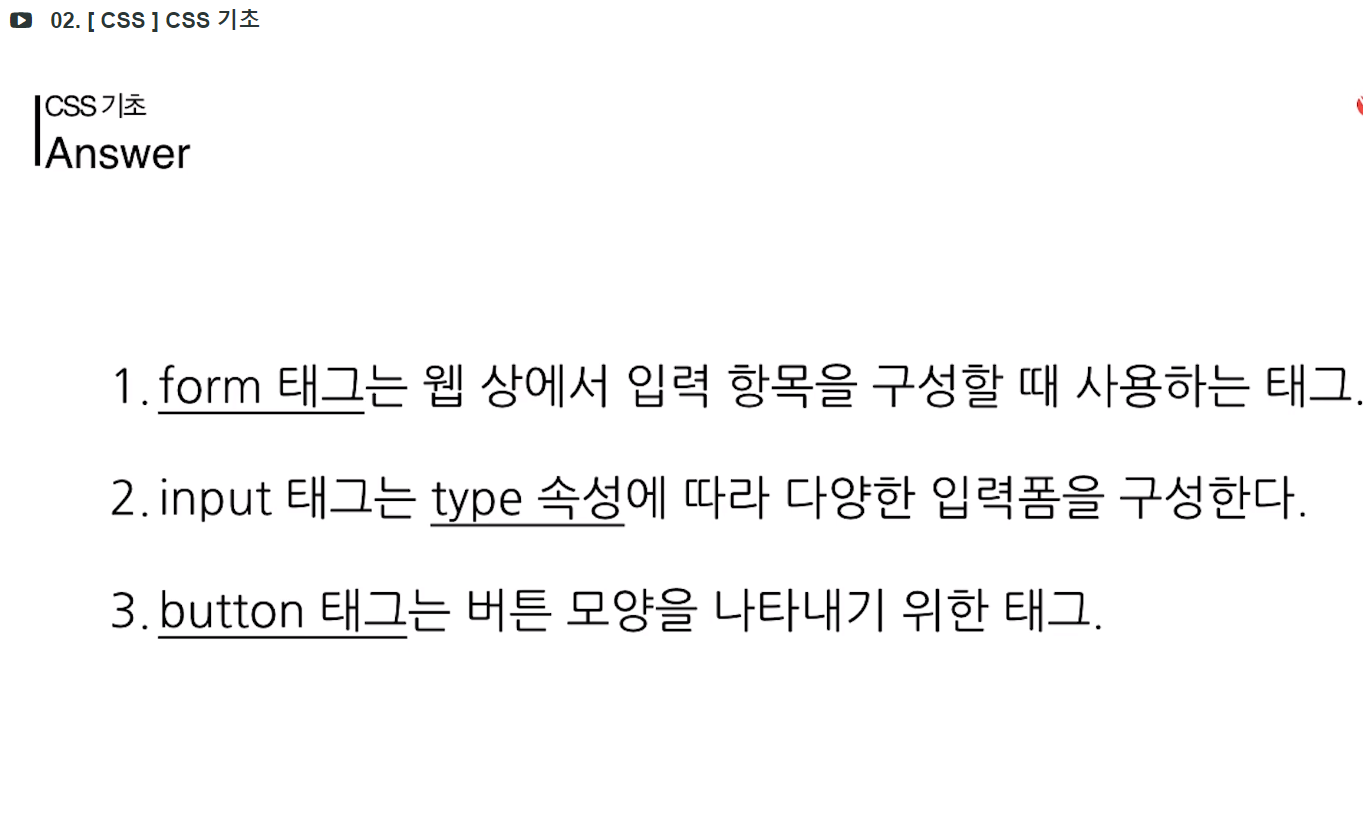 02. [ CSS ] CSS 기초
CSS 기초
Answer
1. form 태그는 웹 상에서 입력 항목을 구성할 때 사용하는 태그.
2. input 태그는 type 속성에 따라 다양한 입력폼을 구성한다.
3. button 태그는 버튼 모양을 나타내기 위한 태그.